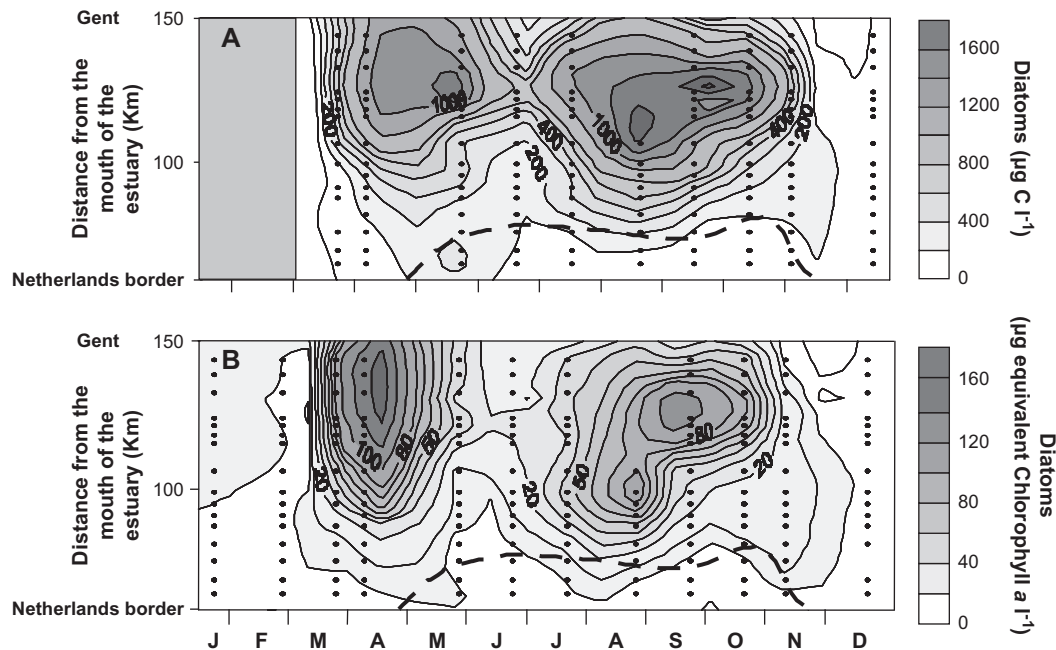 Gent 150
A
Distance from the
mouth of the
estuary (Km)
100
Netherlands border
200
1000
400
200
1000
400
200
1600
1200
800
400
0
Diatoms (µg C l-1)
Gent 150
B
Distance from the
mouth of the
estuary (Km)
100
Netherlands border
20
100
80
60
20
80
20
160
120
80
40
0
Diatoms
(µg equivalent Chlorophyll a l-1)
J F M A M J J A S O N D